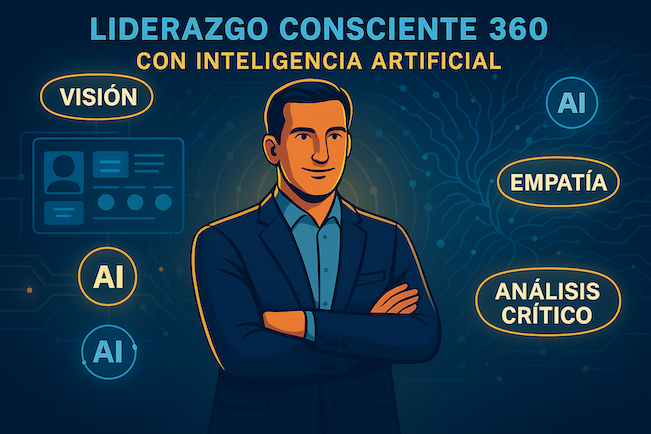 LIDERAZGO CONSCIENTE 360
CON INTELIGENCIA ARTIFICIAL
VISIÓN
AI
EMPATÍA
AI
ANÁLISIS
CRÍTICO
AI